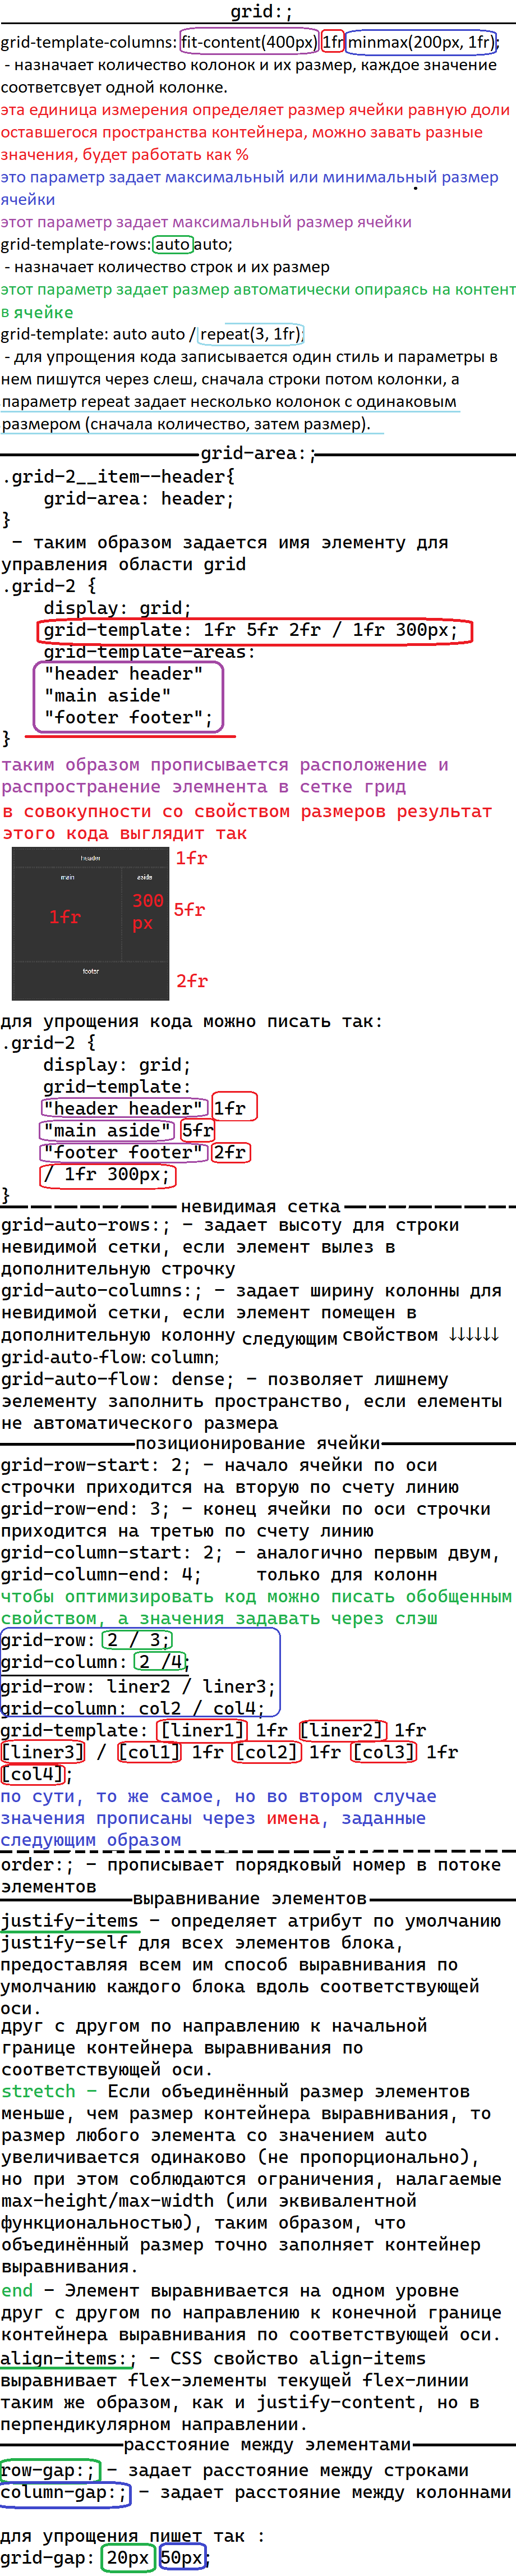 grid:;
grid-template-columns: fit-content(400px) 1fr minmax(200px, 1fr);
- назначает количество колонок и их размер, каждое значение
соответсвует одной колонке.
эта единица измерения определяет размер ячейки равную доли
оставшегося пространства контейнера, можно завать разные
значения, будет работать как %
это параметр задает максимальный или минимальный размер
ячейки
этот параметр задает максимальный размер ячейки
grid-template-rows: auto auto;
- назначает количество строк и их размер
этот параметр задает размер автоматически опираясь на контент
в ячейке
grid-template: auto auto / repeat(3, 1fr);
- для упрощения кода записывается один стиль и параметры в
нем пишутся через слеш, сначала строки потом колонки, а
параметр repeat задает несколько колонок с одинаковым
размером (сначала количество, затем размер).
grid-area:;
.grid-2__item--header{
grid-area: header;
}
- таким образом задается имя элементу для
управления области grid
.grid-2 {
display: grid;
grid-template: 1fr 5fr 2fr / 1fr 300px;
grid-template-areas:
"header header"
"main aside"
"footer footer";
}
таким образом прописывается расположение и
распространение элемнента в сетке грид
в совокупности со свойством размеров результат
этого кода выглядит так
header 1fr
main aside
1fr 300 px 5fr
footer 2fr
для упрощения кода можно писать так:
.grid-2 {
display: grid;
grid-template:
"header header" 1fr
"main aside" 5fr
"footer footer" 2fr
/ 1fr 300px;
}
невидимая сетка
grid-auto-rows:; - задает высоту для строки
невидимой сетки, если элемент вылез в
дополнительную строчку
grid-auto-columns:; - задает ширину колонны для
невидимой сетки, если элемент помещен в
дополнительную колонну следующим свойством ↓↓↓↓↓↓
grid-auto-flow: column;
grid-auto-flow: dense; - позволяет лишнему
эелементу заполнить пространство, если елементы
не автоматического размера
позиционирование ячейки
grid-row-start: 2; - начало ячейки по оси
строчки приходится на вторую по счету линию
grid-row-end: 3; - конец ячейки по оси строчки
приходится на третью по счету линию
grid-column-start: 2; - аналогично первым двум,
grid-column-end: 4; только для колонн
чтобы оптимизировать код можно писать обобщенным
свойством, а значения задавать через слэш
grid-row: 2 / 3;
grid-column: 2 /4;
grid-row: liner2 / liner3;
grid-column: col2 / col4;
grid-template: [liner1] 1fr [liner2] 1fr
[liner3] / [col1] 1fr [col2] 1fr [col3] 1fr
[col4];
по сути, то же самое, но во втором случае
значения прописаны через имена, заданные
следующим образом
order:; - прописывает порядковый номер в потоке
элементов
выравнивание элементов
justify-items - определяет атрибут по умолчанию
justify-self для всех элементов блока,
предоставляя всем им способ выравнивания по
умолчанию каждого блока вдоль соответствующей
оси.
друг с другом по направлению к начальной
границе контейнера выравнивания по
соответствующей оси.
stretch - Если объединённый размер элементов
меньше, чем размер контейнера выравнивания, то
размер любого элемента со значением auto
увеличивается одинаково (не пропорционально),
но при этом соблюдаются ограничения, налагаемые
max-height/max-width (или эквивалентной
функциональностью), таким образом, что
объединённый размер точно заполняет контейнер
выравнивания.
end - Элемент выравнивается на одном уровне
друг с другом по направлению к конечной границе
контейнера выравнивания по соответствующей оси.
align-items:; - CSS свойство align-items
выравнивает flex-элементы текущей flex-линии
таким же образом, как и justify-content, но в
перпендикулярном направлении.
расстояние между элементами
row-gap:; - задает расстояние между строками
column-gap:; - задает расстояние между колоннами
для упрощения пишет так :
grid-gap: 20px 50px;